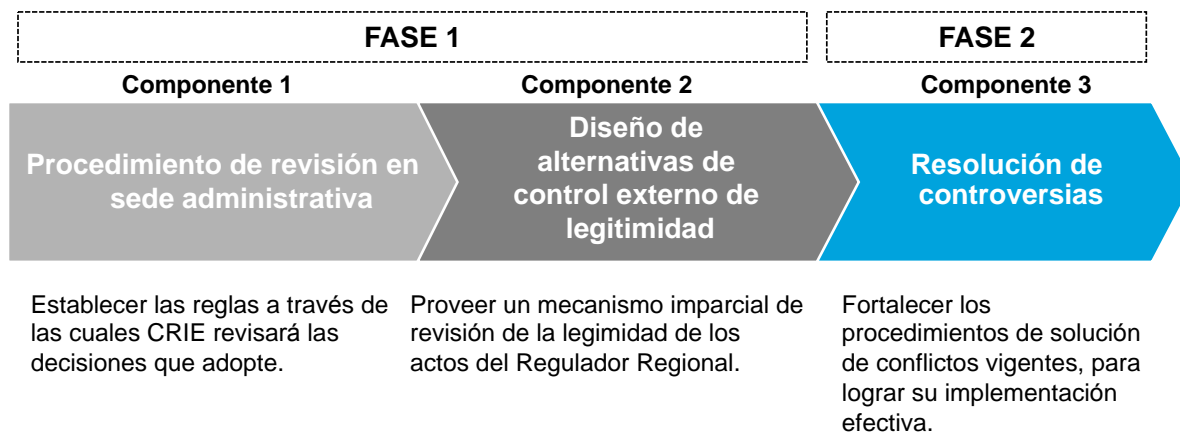 FASE 1
FASE 2
Componente 1
Componente 2
Componente 3
Procedimiento de revisión en
sede administrativa
Diseño de
alternativas de
control externo de
legitimidad
Resolución de
controversias
Establecer las reglas a través de
las cuales CRIE revisará las
decisiones que adopte.
Proveer un mecanismo imparcial de
revisión de la legimidad de los
actos del Regulador Regional.
Fortalecer los
procedimientos de solución
de conflictos vigentes, para
lograr su implementación
efectiva.